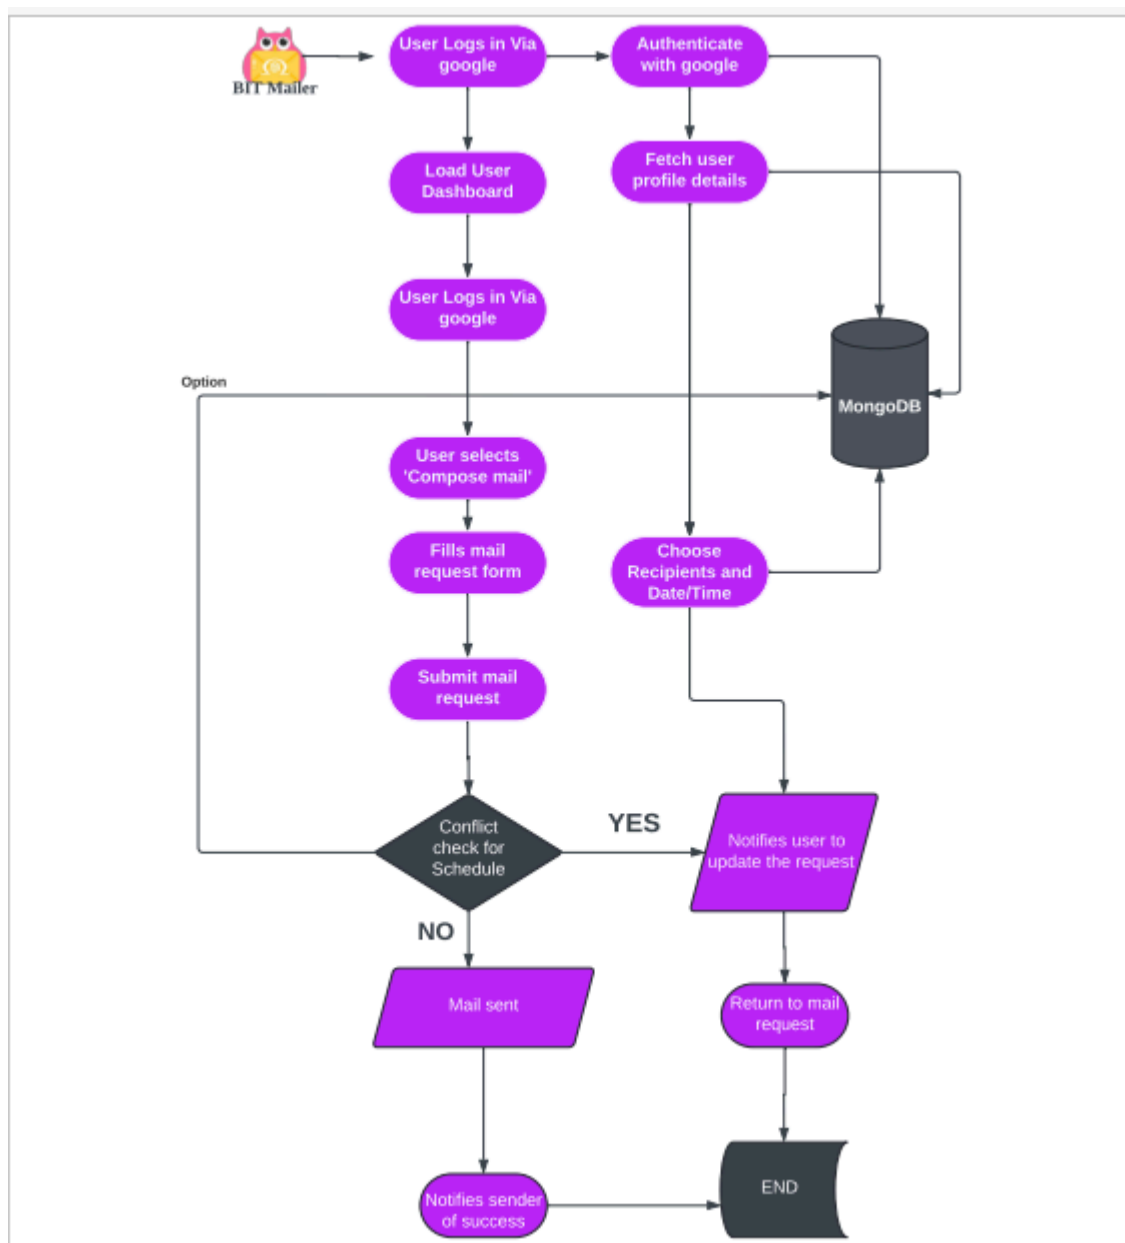 User Logs in Via
google
Authenticate
with google
BIT Mailer
Load User
Dashboard
Fetch user
profile details
User Logs in Via
google
Option
MongoDB
User selects
'Compose mail'
Fills mail
request form
Choose
Recipients and
Date/Time
Submit mail
request
Conflict
check for
Schedule
YES
Notifies user to
update the request
NO
Mail sent
Return to mail
request
Notifies sender
of success
END